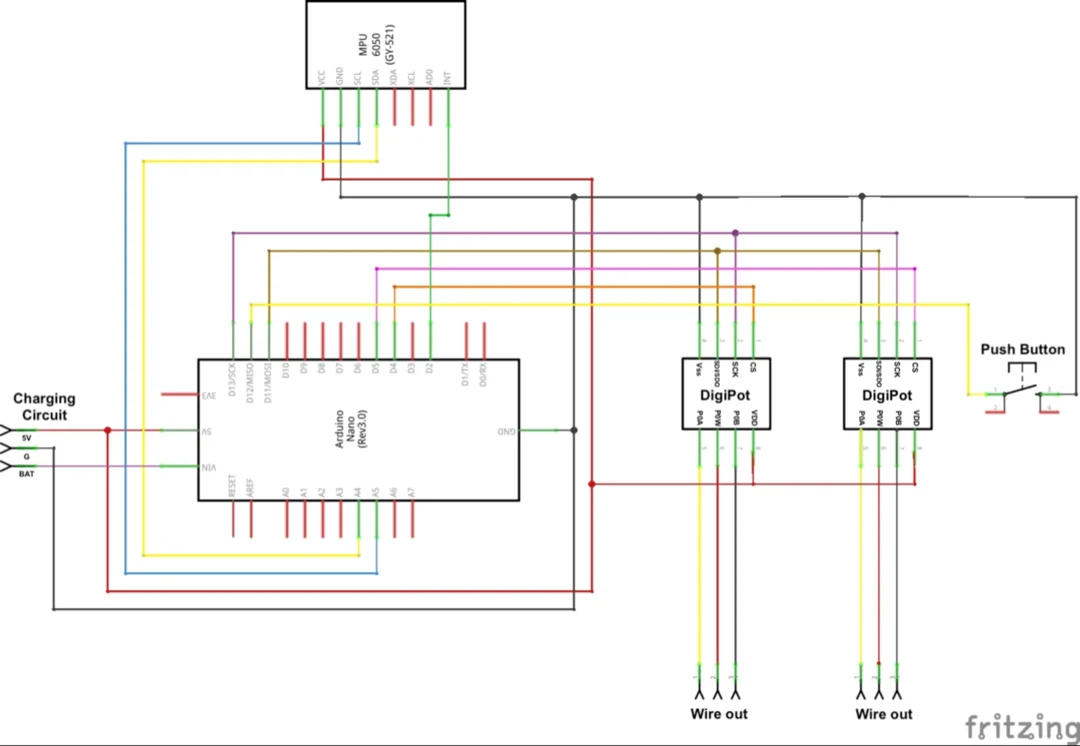 MPU
6050
(GY-521)
VCC
GND
SCL
SDA
XDA
XCL
AD0
INT
D13/SCK
D12/MISO
D11/MOSI
D10
D9
D8
D7
D6
D5
D4
D3
D2
D1/TX
D0/RX
3V3
5V
VIN
Arduino
Nano
(Rev3.0)
GND
RESET
AREF
A0
A1
A2
A3
A4
A5
A6
A7
Charging
Circuit
5V
G
BAT
Vss
SDI/SDO
SCK
CS
DigiPot
P0A
P0W
P0B
VDD
Vss
SDI/SDO
SCK
CS
DigiPot
P0A
P0W
P0B
VDD
Push Button
Wire out
Wire out
fritzing